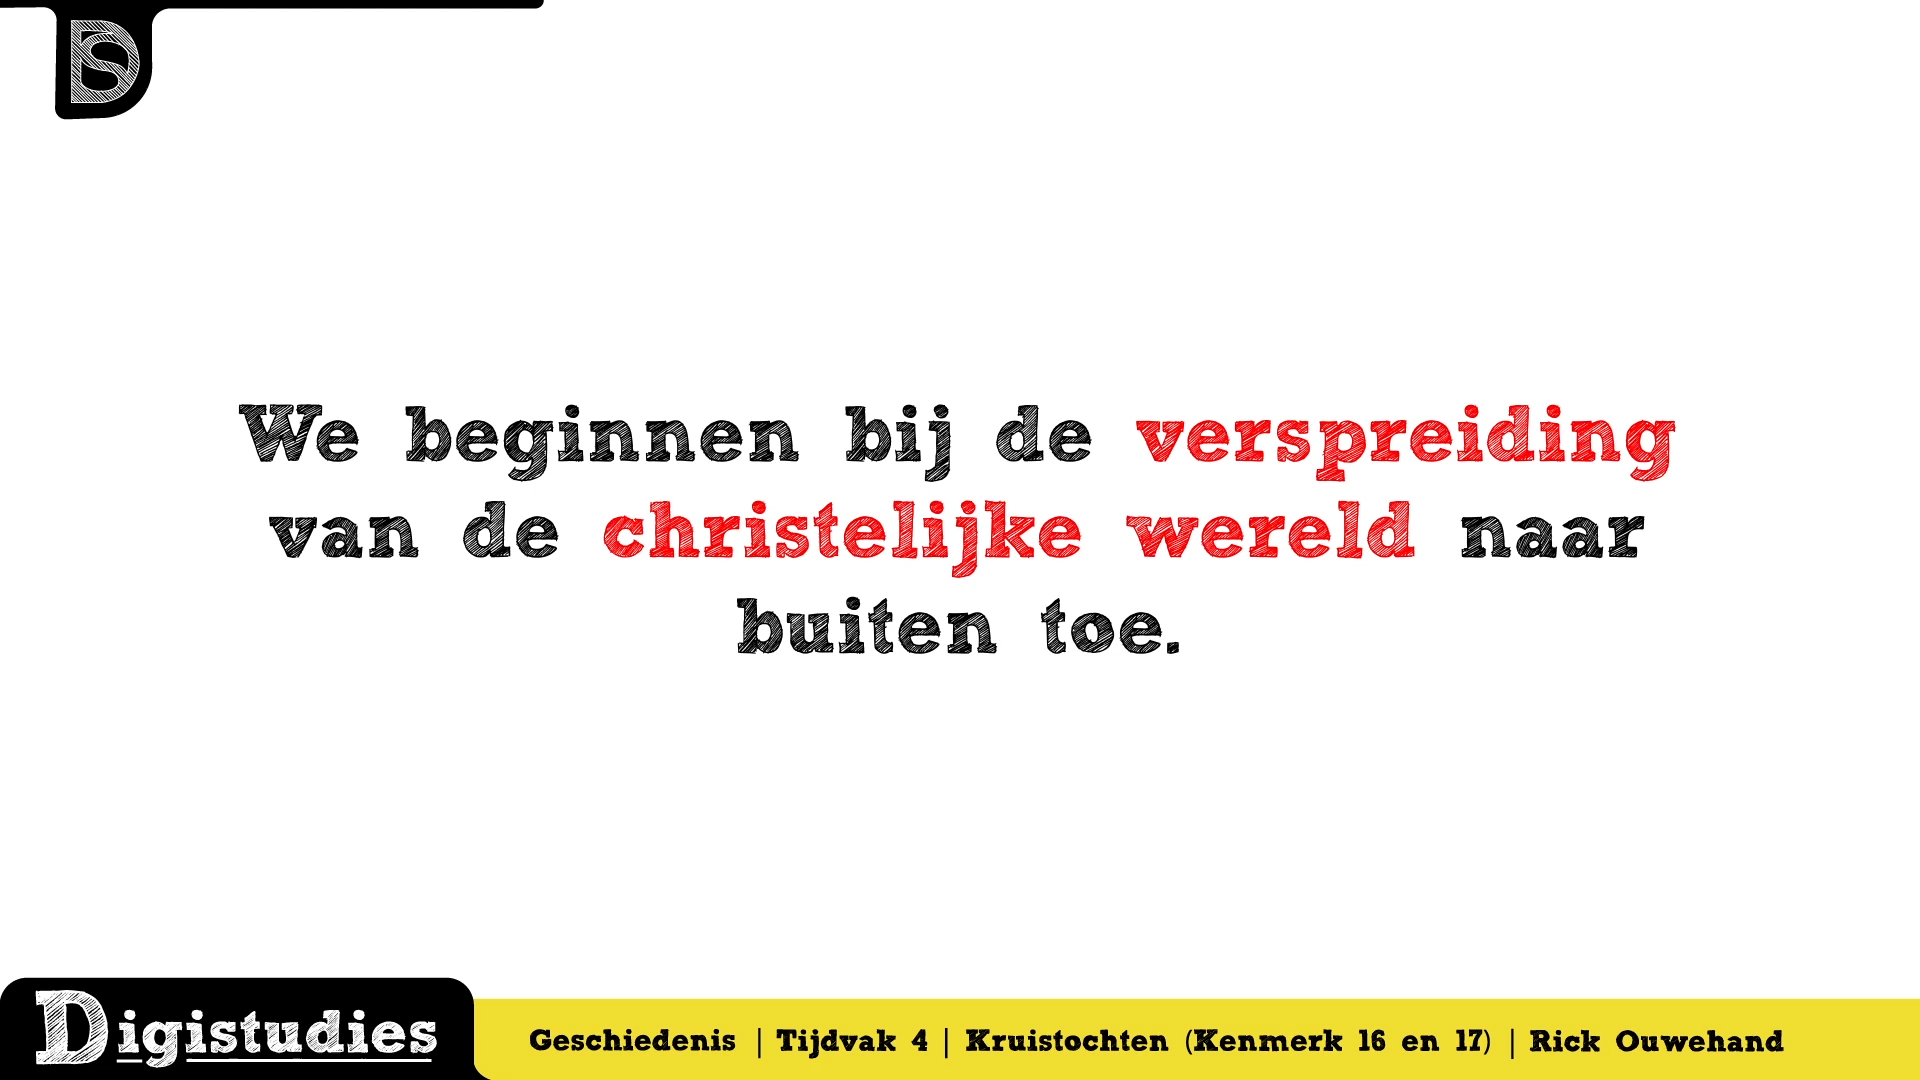 DS
We beginnen bij de verspreiding
van de christelijke wereld naar
buiten toe.
Digistudies
Geschiedenis | Tijdvak 4 | Kruistochten (Kenmerk 16 en 17) | Rick Ouwehand